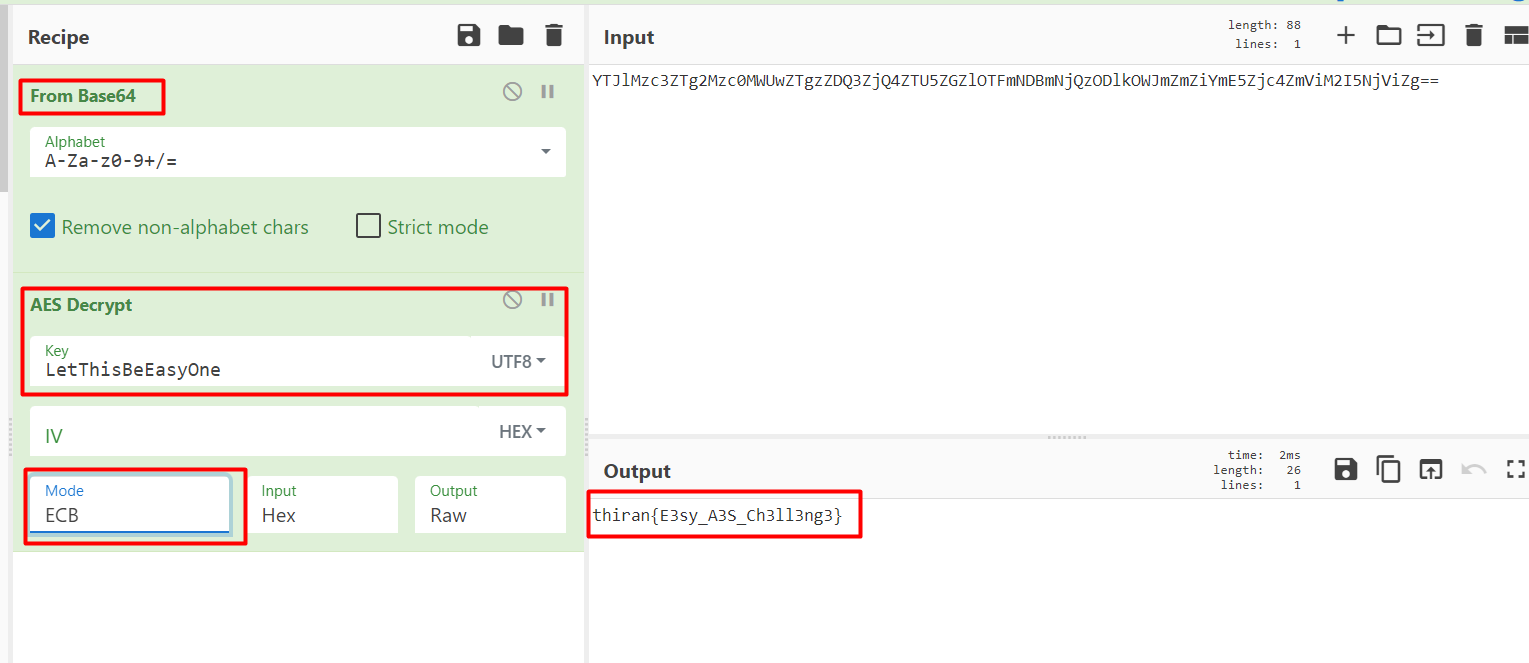 Recipe
From Base64
Alphabet
A-Za-z0-9+/=
Remove non-alphabet chars
Strict mode
AES Decrypt
Key
LetThisBeEasyOne
UTF8
IV
HEX
Mode
ECB
Input
Hex
Output
Raw
Input
length: 88
lines: 1
YTJlMzc3ZTg2Mzc0MWUwZTgzZDQ3ZjQ4ZTU5ZGZlOTFmNDBmNjQzODlkOWJmZmZiYmE5Zjc4ZmViM2I5NjViZg==
Output
time: 2ms
length: 26
lines: 1
thiran{E3sy_A3S_Ch3ll3ng3}